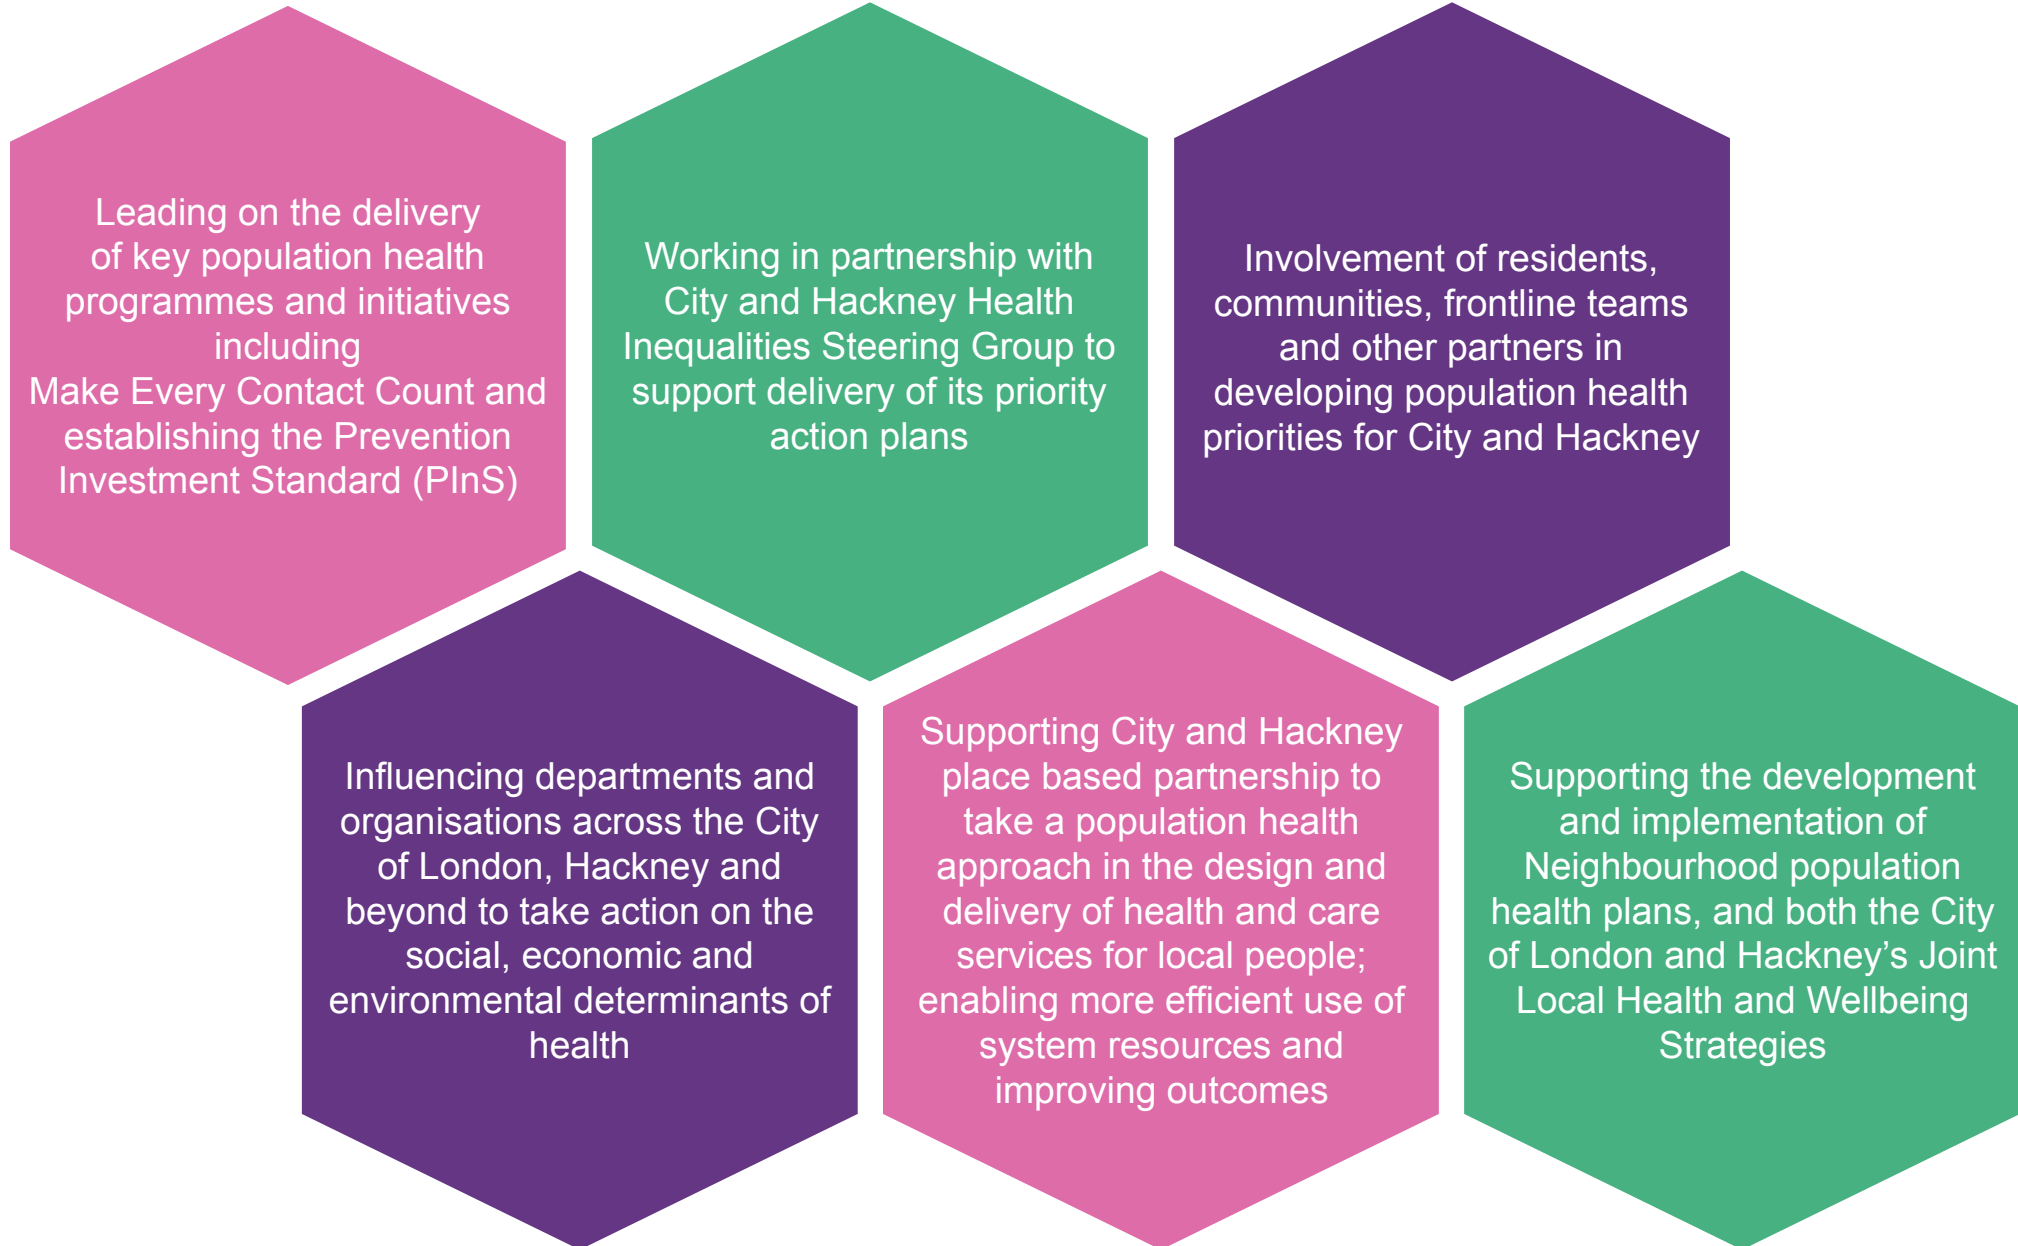 Leading on the delivery
of key population health
programmes and initiatives
including
Make Every Contact Count and
establishing the Prevention
Investment Standard (PInS)
Working in partnership with
City and Hackney Health
Inequalities Steering Group to
support delivery of its priority
action plans
Involvement of residents,
communities, frontline teams
and other partners in
developing population health
priorities for City and Hackney
Influencing departments and
organisations across the City
of London, Hackney and
beyond to take action on the
social, economic and
environmental determinants of
health
Supporting City and Hackney
place based partnership to
take a population health
approach in the design and
delivery of health and care
services for local people;
enabling more efficient use of
system resources and
improving outcomes
Supporting the development
and implementation of
Neighbourhood population
health plans, and both the City
of London and Hackney’s Joint
Local Health and Wellbeing
Strategies